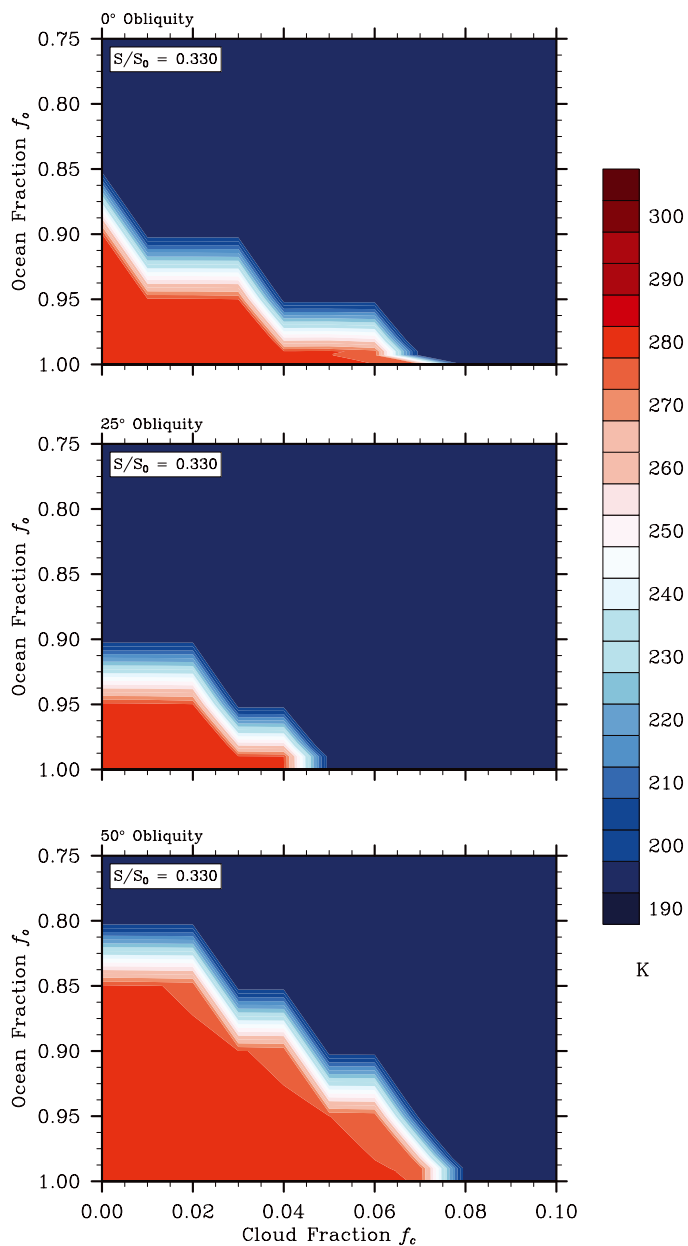 0° Obliquity
S/S₀ = 0.330
0.75
0.80
0.85
0.90
0.95
1.00
Ocean Fraction fₒ
25° Obliquity
S/S₀ = 0.330
0.75
0.80
0.85
0.90
0.95
1.00
Ocean Fraction fₒ
50° Obliquity
S/S₀ = 0.330
0.75
0.80
0.85
0.90
0.95
1.00
Ocean Fraction fₒ
0.00 0.02 0.04 0.06 0.08 0.10
Cloud Fraction f꜀
300
290
280
270
260
250
240
230
220
210
200
190
K